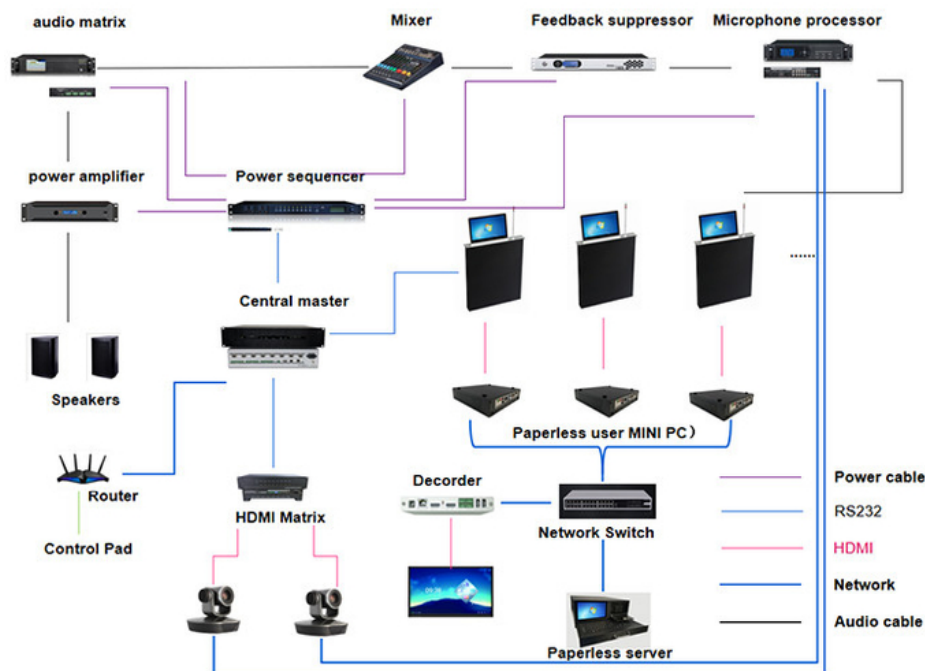 audio matrix
Mixer
Feedback suppressor
Microphone processor
power amplifier
Power sequencer
Central master
Speakers
Paperless user MINI PC）
Router
Decorder
Power cable
HDMI Matrix
Network Switch
RS232
Control Pad
HDMI
Network
Paperless server
Audio cable